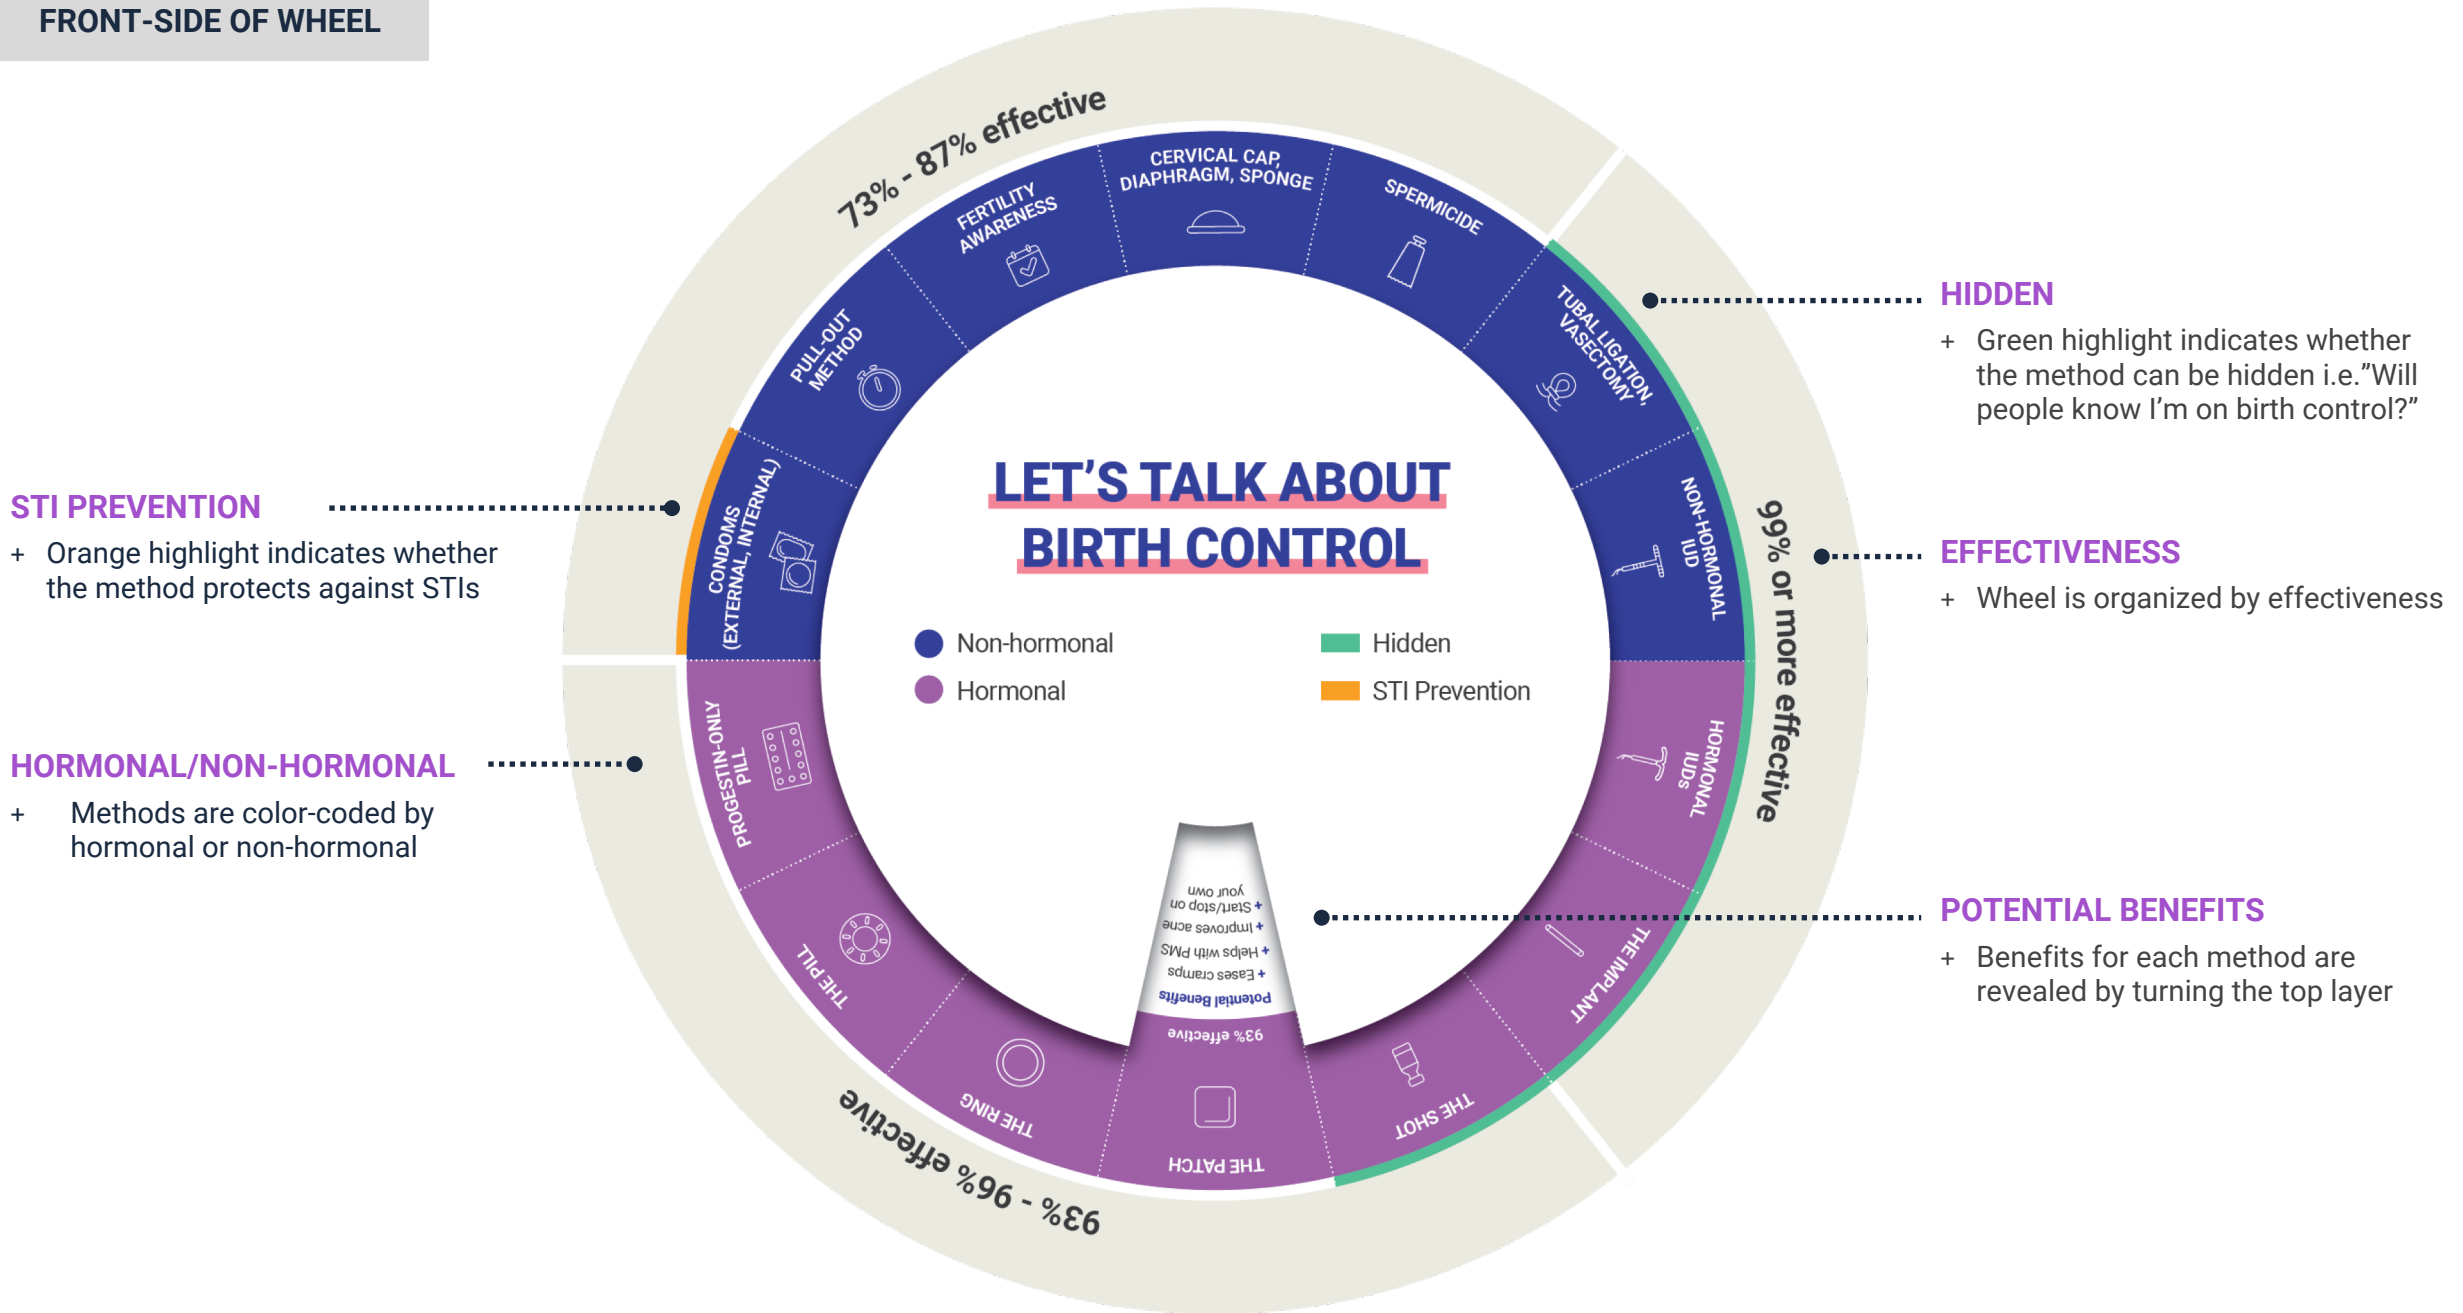 FRONT-SIDE OF WHEEL
73% - 87% effective
CERVICAL CAP,
DIAPHRAGM, SPONGE
SPERMICIDE
FERTILITY
AWARENESS
PULL-OUT
METHOD
CONDOMS
(EXTERNAL, INTERNAL)
TUBAL LIGATION,
VASECTOMY
NON-HORMONAL
IUD
99% or more effective
HORMONAL
IUDs
THE IMPLANT
THE SHOT
THE PATCH
THE RING
THE PILL
PROGESTIN-ONLY
PILL
93% - 96% effective
LET'S TALK ABOUT
BIRTH CONTROL
Non-hormonal
Hormonal
Hidden
STI Prevention
93% effective
Potential Benefits
+ Eases cramps
+ Helps with PMS
+ Improves acne
+ Start/stop on
your own
STI PREVENTION
+ Orange highlight indicates whether
the method protects against STIs
HORMONAL/NON-HORMONAL
+ Methods are color-coded by
hormonal or non-hormonal
HIDDEN
+ Green highlight indicates whether
the method can be hidden i.e.”Will
people know I’m on birth control?”
EFFECTIVENESS
+ Wheel is organized by effectiveness
POTENTIAL BENEFITS
+ Benefits for each method are
revealed by turning the top layer